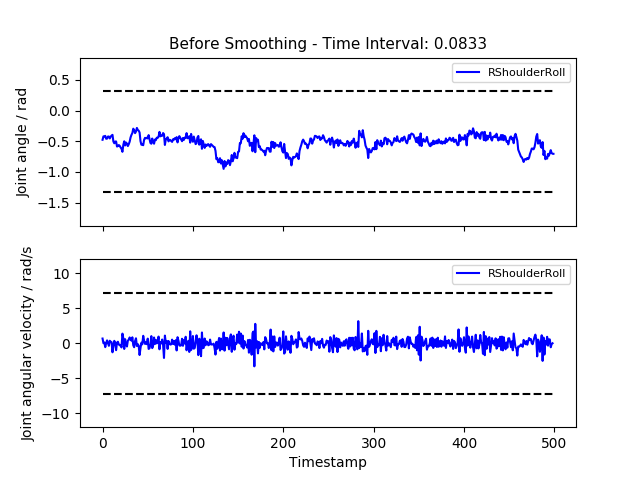 Before Smoothing - Time Interval: 0.0833
Joint angle / rad
0.5
0.0
−0.5
−1.0
−1.5
RShoulderRoll
Joint angular velocity / rad/s
10
5
0
−5
−10
RShoulderRoll
0 100 200 300 400 500
Timestamp